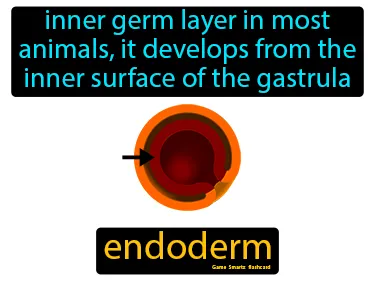 inner germ layer in most
animals, it develops from the
inner surface of the gastrula
endoderm
Game Smartz flashcard